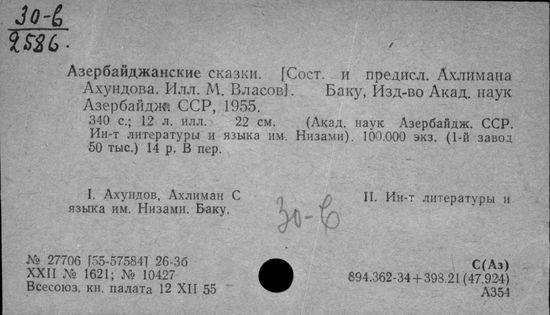 30-в
2586.
Азербайджанские сказки. [Сост. и предисл. Ахлимана
Ахундова. Илл. М. Власов]. Баку, Изд-во Акад. наук
Азербайдж. ССР, 1955.
340 с.; 12 л. илл. 22 см. (Акад. наук Азербайдж. ССР.
Ин-т литературы и языка им. Низами). 100.000 экз. (1-й завод
50 тыс.) 14 р. В пер.
I. Ахундов, Ахлиман С II. Ин-т литературы и
языка им. Низами. Баку.
30-в
№ 27706 [55-57584] 26-3б
XXII № 1621; № 10427
Всесоюз. кн. палата 12 XII 55
С(Аз)
894.362-34+398.21(47.924)
А354